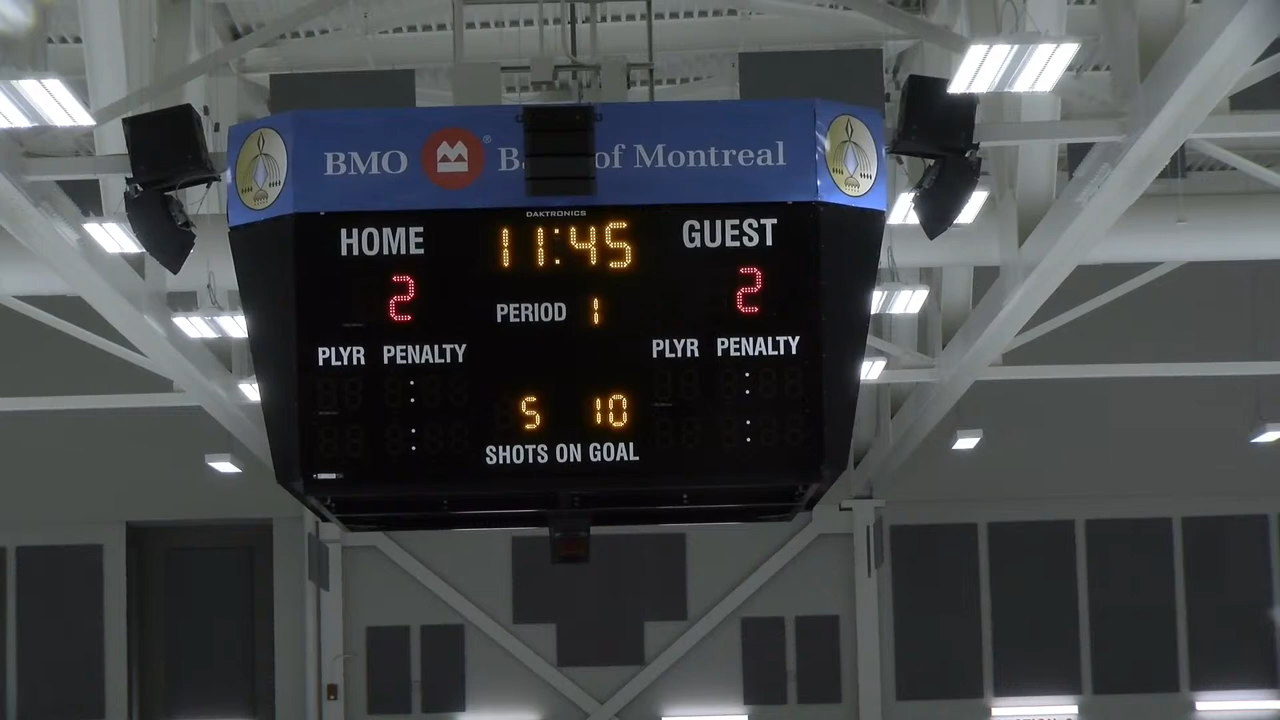 BMO ® B of Montreal
DAKTRONICS
HOME 11:45 GUEST
2 PERIOD 1 2
PLYR PENALTY PLYR PENALTY
: :
5 10
: :
SHOTS ON GOAL